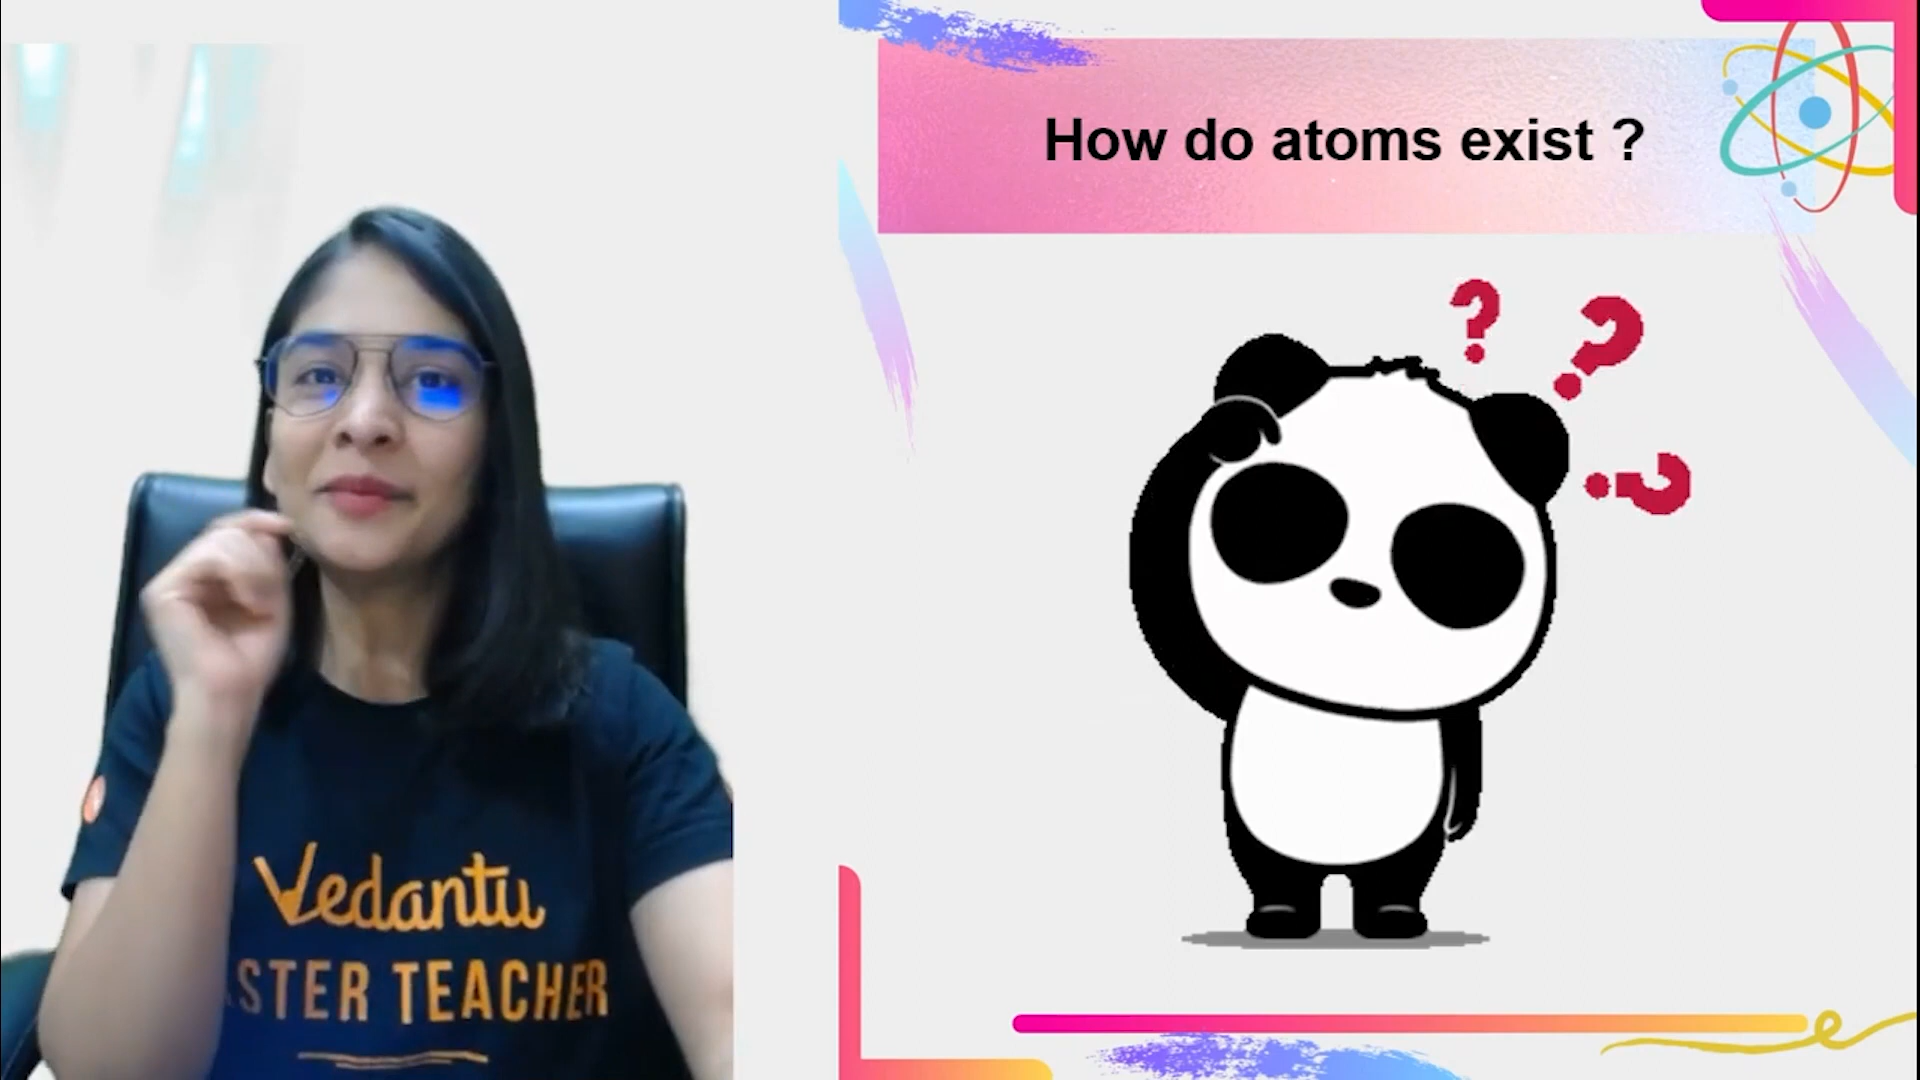 How do atoms exist ?
? ? ?
Vedantu
STER TEACHER